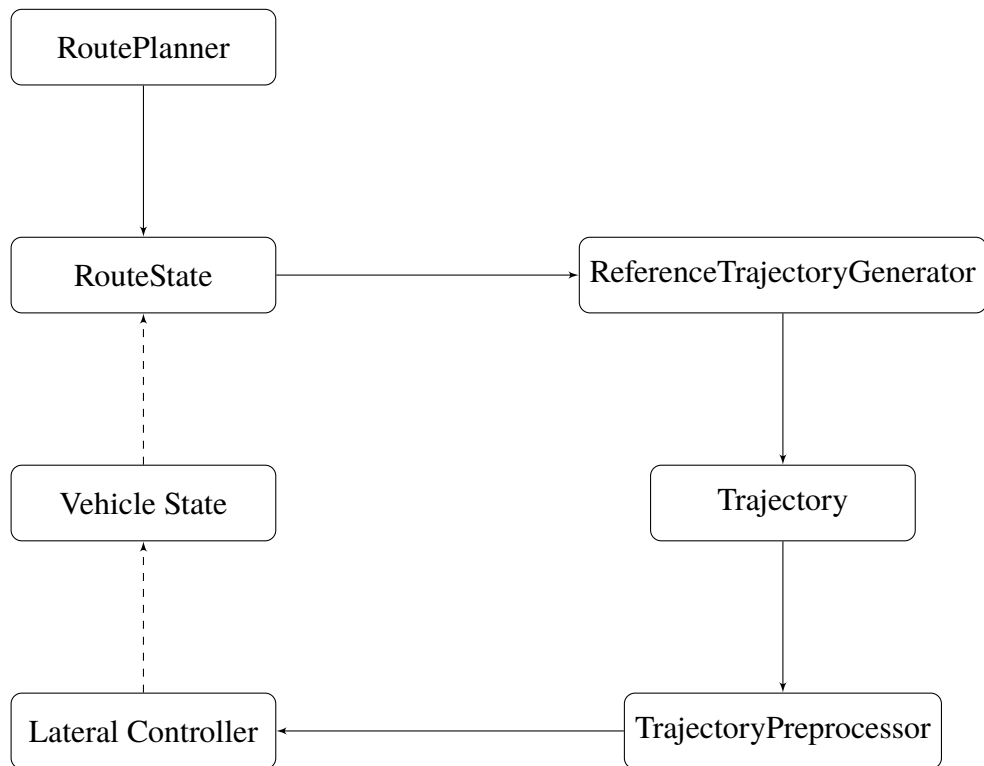 RoutePlanner
RouteState
ReferenceTrajectoryGenerator
Vehicle State
Trajectory
Lateral Controller
TrajectoryPreprocessor